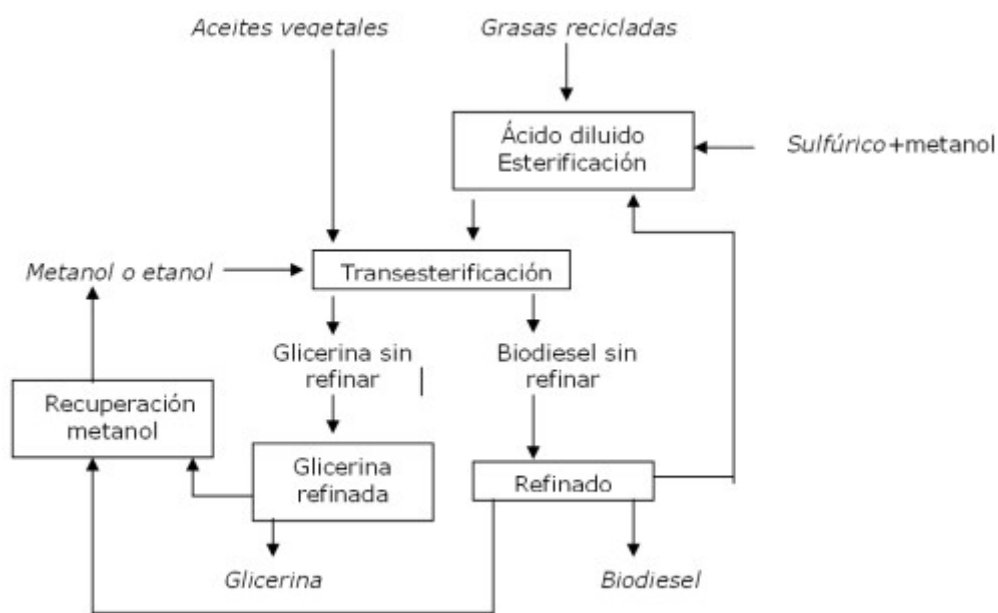 Aceites vegetales
Grasas recicladas
Ácido diluido
Esterificación
Sulfúrico+metanol
Metanol o etanol
Transesterificación
Glicerina sin
refinar
Biodiesel sin
refinar
Recuperación
metanol
Glicerina
refinada
Refinado
Glicerina
Biodiesel